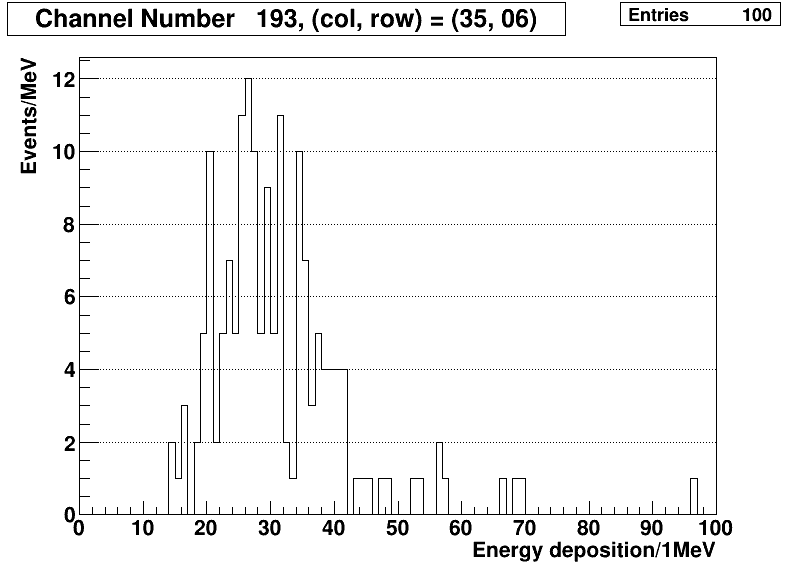 Channel Number 193, (col, row) = (35, 06)
Entries 100
Events/MeV
12
10
8
6
4
2
0
0 10 20 30 40 50 60 70 80 90 100
Energy deposition/1MeV